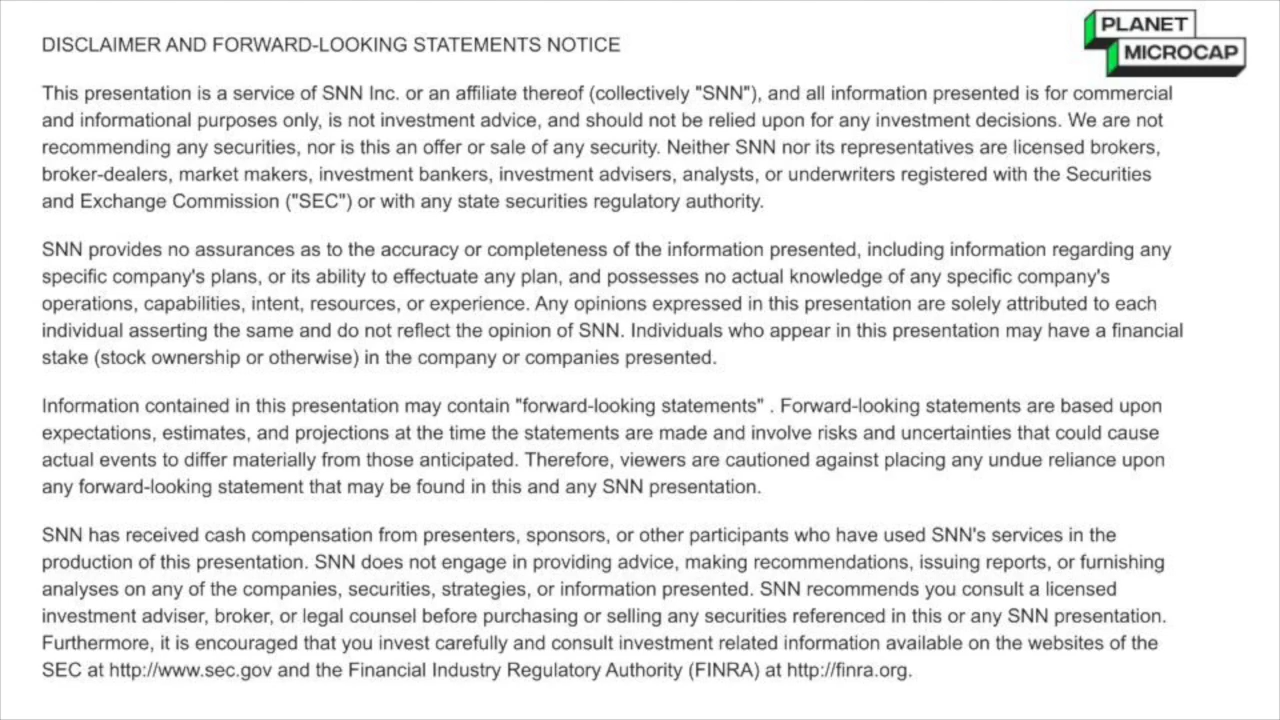 DISCLAIMER AND FORWARD-LOOKING STATEMENTS NOTICE
PLANET
MICROCAP
This presentation is a service of SNN Inc. or an affiliate thereof (collectively "SNN"), and all information presented is for commercial
and informational purposes only, is not investment advice, and should not be relied upon for any investment decisions. We are not
recommending any securities, nor is this an offer or sale of any security. Neither SNN nor its representatives are licensed brokers,
broker-dealers, market makers, investment bankers, investment advisers, analysts, or underwriters registered with the Securities
and Exchange Commission ("SEC") or with any state securities regulatory authority.
SNN provides no assurances as to the accuracy or completeness of the information presented, including information regarding any
specific company's plans, or its ability to effectuate any plan, and possesses no actual knowledge of any specific company's
operations, capabilities, intent, resources, or experience. Any opinions expressed in this presentation are solely attributed to each
individual asserting the same and do not reflect the opinion of SNN. Individuals who appear in this presentation may have a financial
stake (stock ownership or otherwise) in the company or companies presented.
Information contained in this presentation may contain "forward-looking statements" . Forward-looking statements are based upon
expectations, estimates, and projections at the time the statements are made and involve risks and uncertainties that could cause
actual events to differ materially from those anticipated. Therefore, viewers are cautioned against placing any undue reliance upon
any forward-looking statement that may be found in this and any SNN presentation.
SNN has received cash compensation from presenters, sponsors, or other participants who have used SNN's services in the
production of this presentation. SNN does not engage in providing advice, making recommendations, issuing reports, or furnishing
analyses on any of the companies, securities, strategies, or information presented. SNN recommends you consult a licensed
investment adviser, broker, or legal counsel before purchasing or selling any securities referenced in this or any SNN presentation.
Furthermore, it is encouraged that you invest carefully and consult investment related information available on the websites of the
SEC at http://www.sec.gov and the Financial Industry Regulatory Authority (FINRA) at http://finra.org.